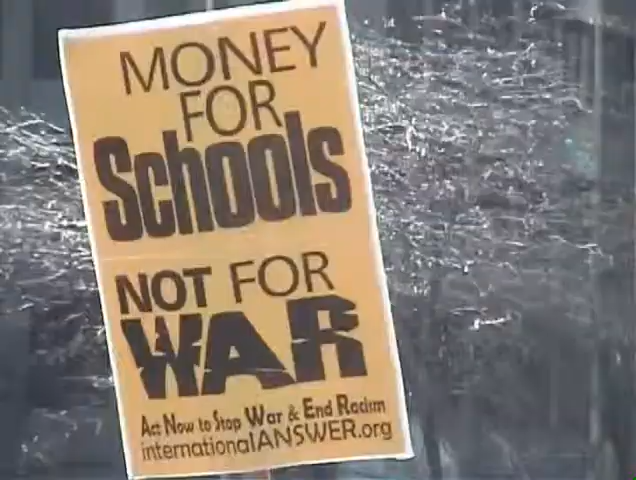 MONEY
FOR
Schools
NOT FOR
WAR
Act Now to Stop War & End Racism
internationalANSWER.org